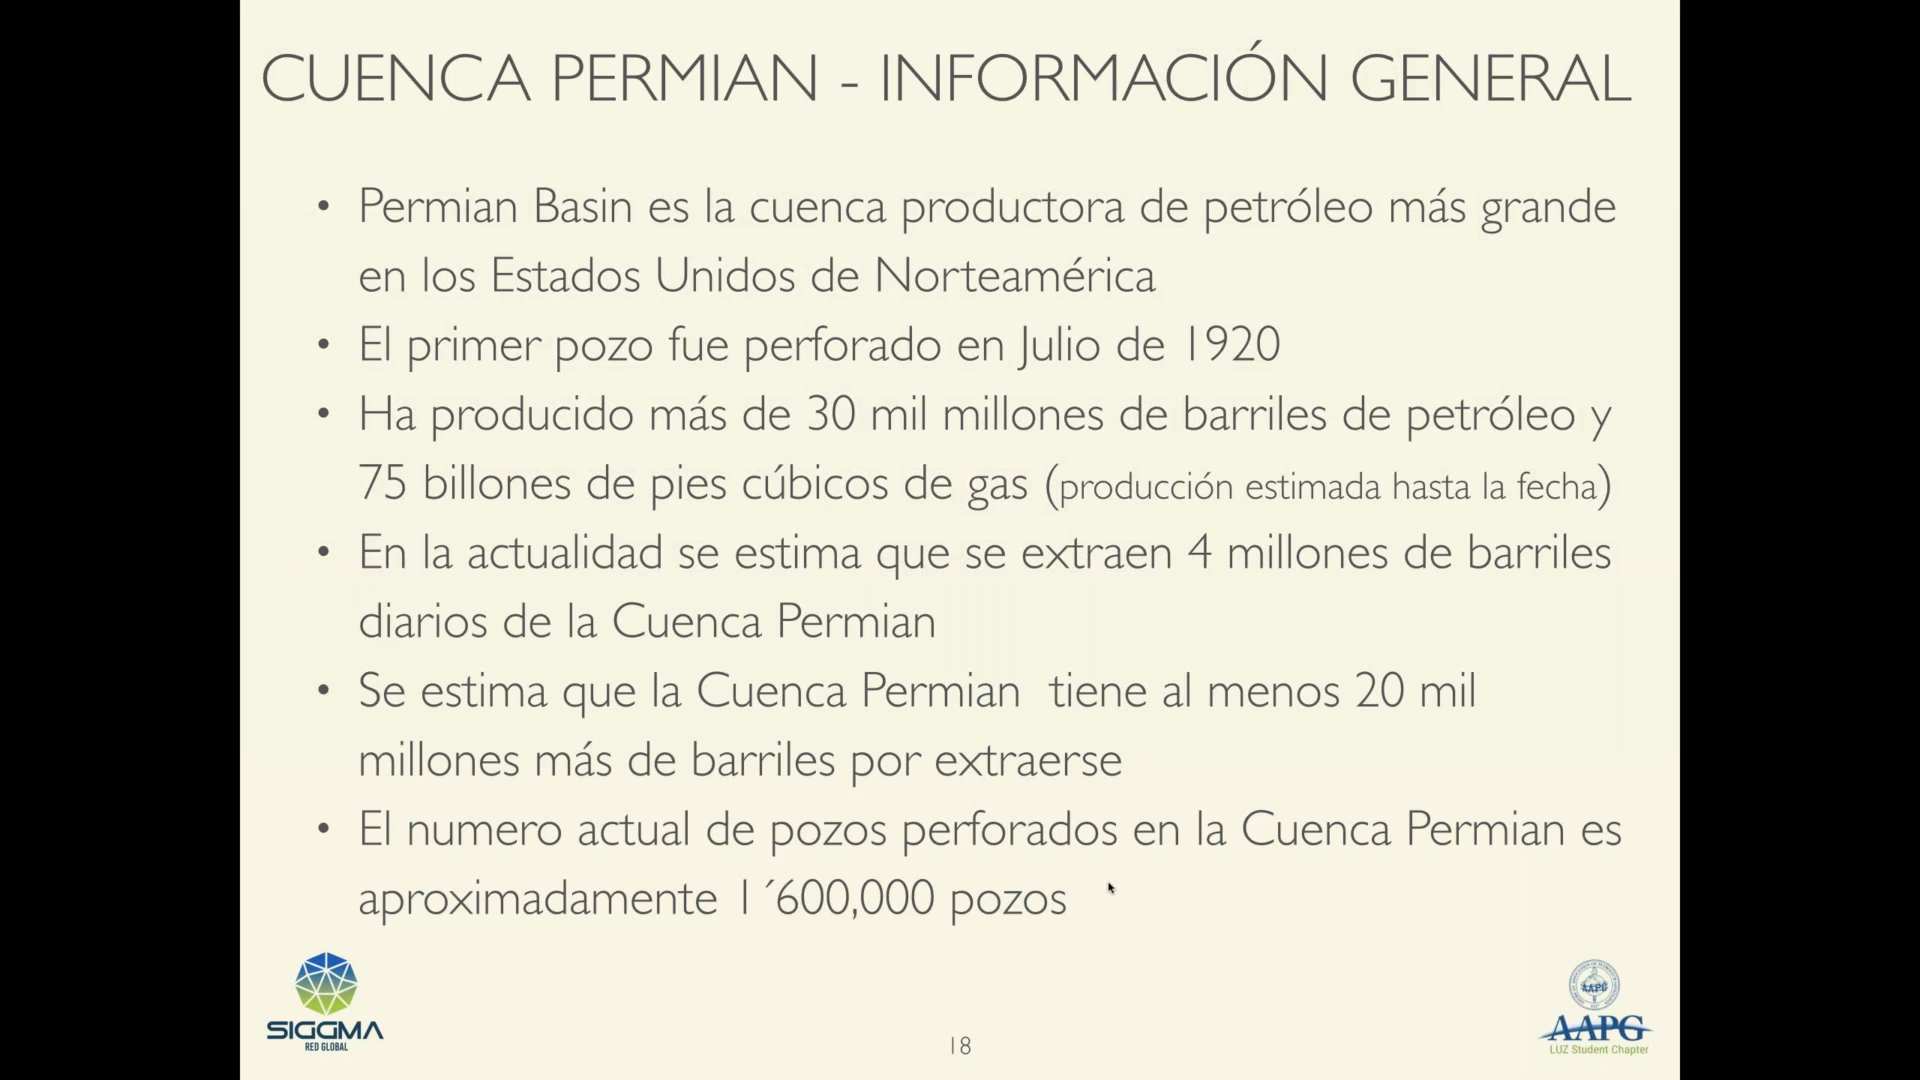 CUENCA PERMIAN - INFORMACIÓN GENERAL
• Permian Basin es la cuenca productora de petróleo más grande
en los Estados Unidos de Norteamérica
• El primer pozo fue perforado en Julio de 1920
• Ha producido más de 30 mil millones de barriles de petróleo y
75 billones de pies cúbicos de gas (producción estimada hasta la fecha)
• En la actualidad se estima que se extraen 4 millones de barriles
diarios de la Cuenca Permian
• Se estima que la Cuenca Permian tiene al menos 20 mil
millones más de barriles por extraerse
• El numero actual de pozos perforados en la Cuenca Permian es
aproximadamente 1´600,000 pozos
SIGGMA
RED GLOBAL
18
AAPG
AAPG
LUZ Student Chapter